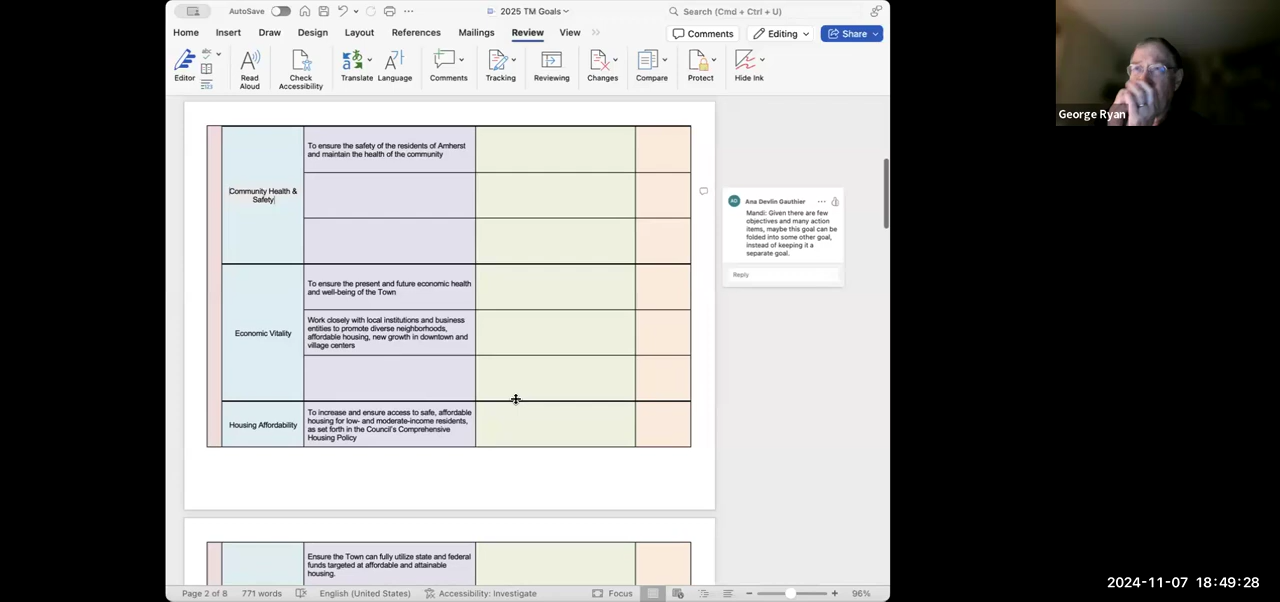 AutoSave
2025 TM Goals
Search (Cmd + Ctrl + U)
Home Insert Draw Design Layout References Mailings Review View
Comments Editing Share
Editor
Read Aloud
Check Accessibility
Translate Language
Comments
Tracking
Reviewing
Changes
Compare
Protect
Hide Ink
George Ryan
Community Health &
Safety
To ensure the safety of the residents of Amherst
and maintain the health of the community
Ana Devlin Gauthier
Mandi: Given there are few
objectives and many action
items, maybe this goal can be
folded into some other goal,
instead of keeping it a
separate goal.
Reply
Economic Vitality
To ensure the present and future economic health
and well-being of the Town
Work closely with local institutions and business
entities to promote diverse neighborhoods,
affordable housing, new growth in downtown and
village centers
Housing Affordability
To increase and ensure access to safe, affordable
housing for low- and moderate-income residents,
as set forth in the Council's Comprehensive
Housing Policy
Ensure the Town can fully utilize state and federal
funds targeted at affordable and attainable
housing.
Page 2 of 8 771 words English (United States) Accessibility: Investigate Focus 96%
2024-11-07 18:49:28